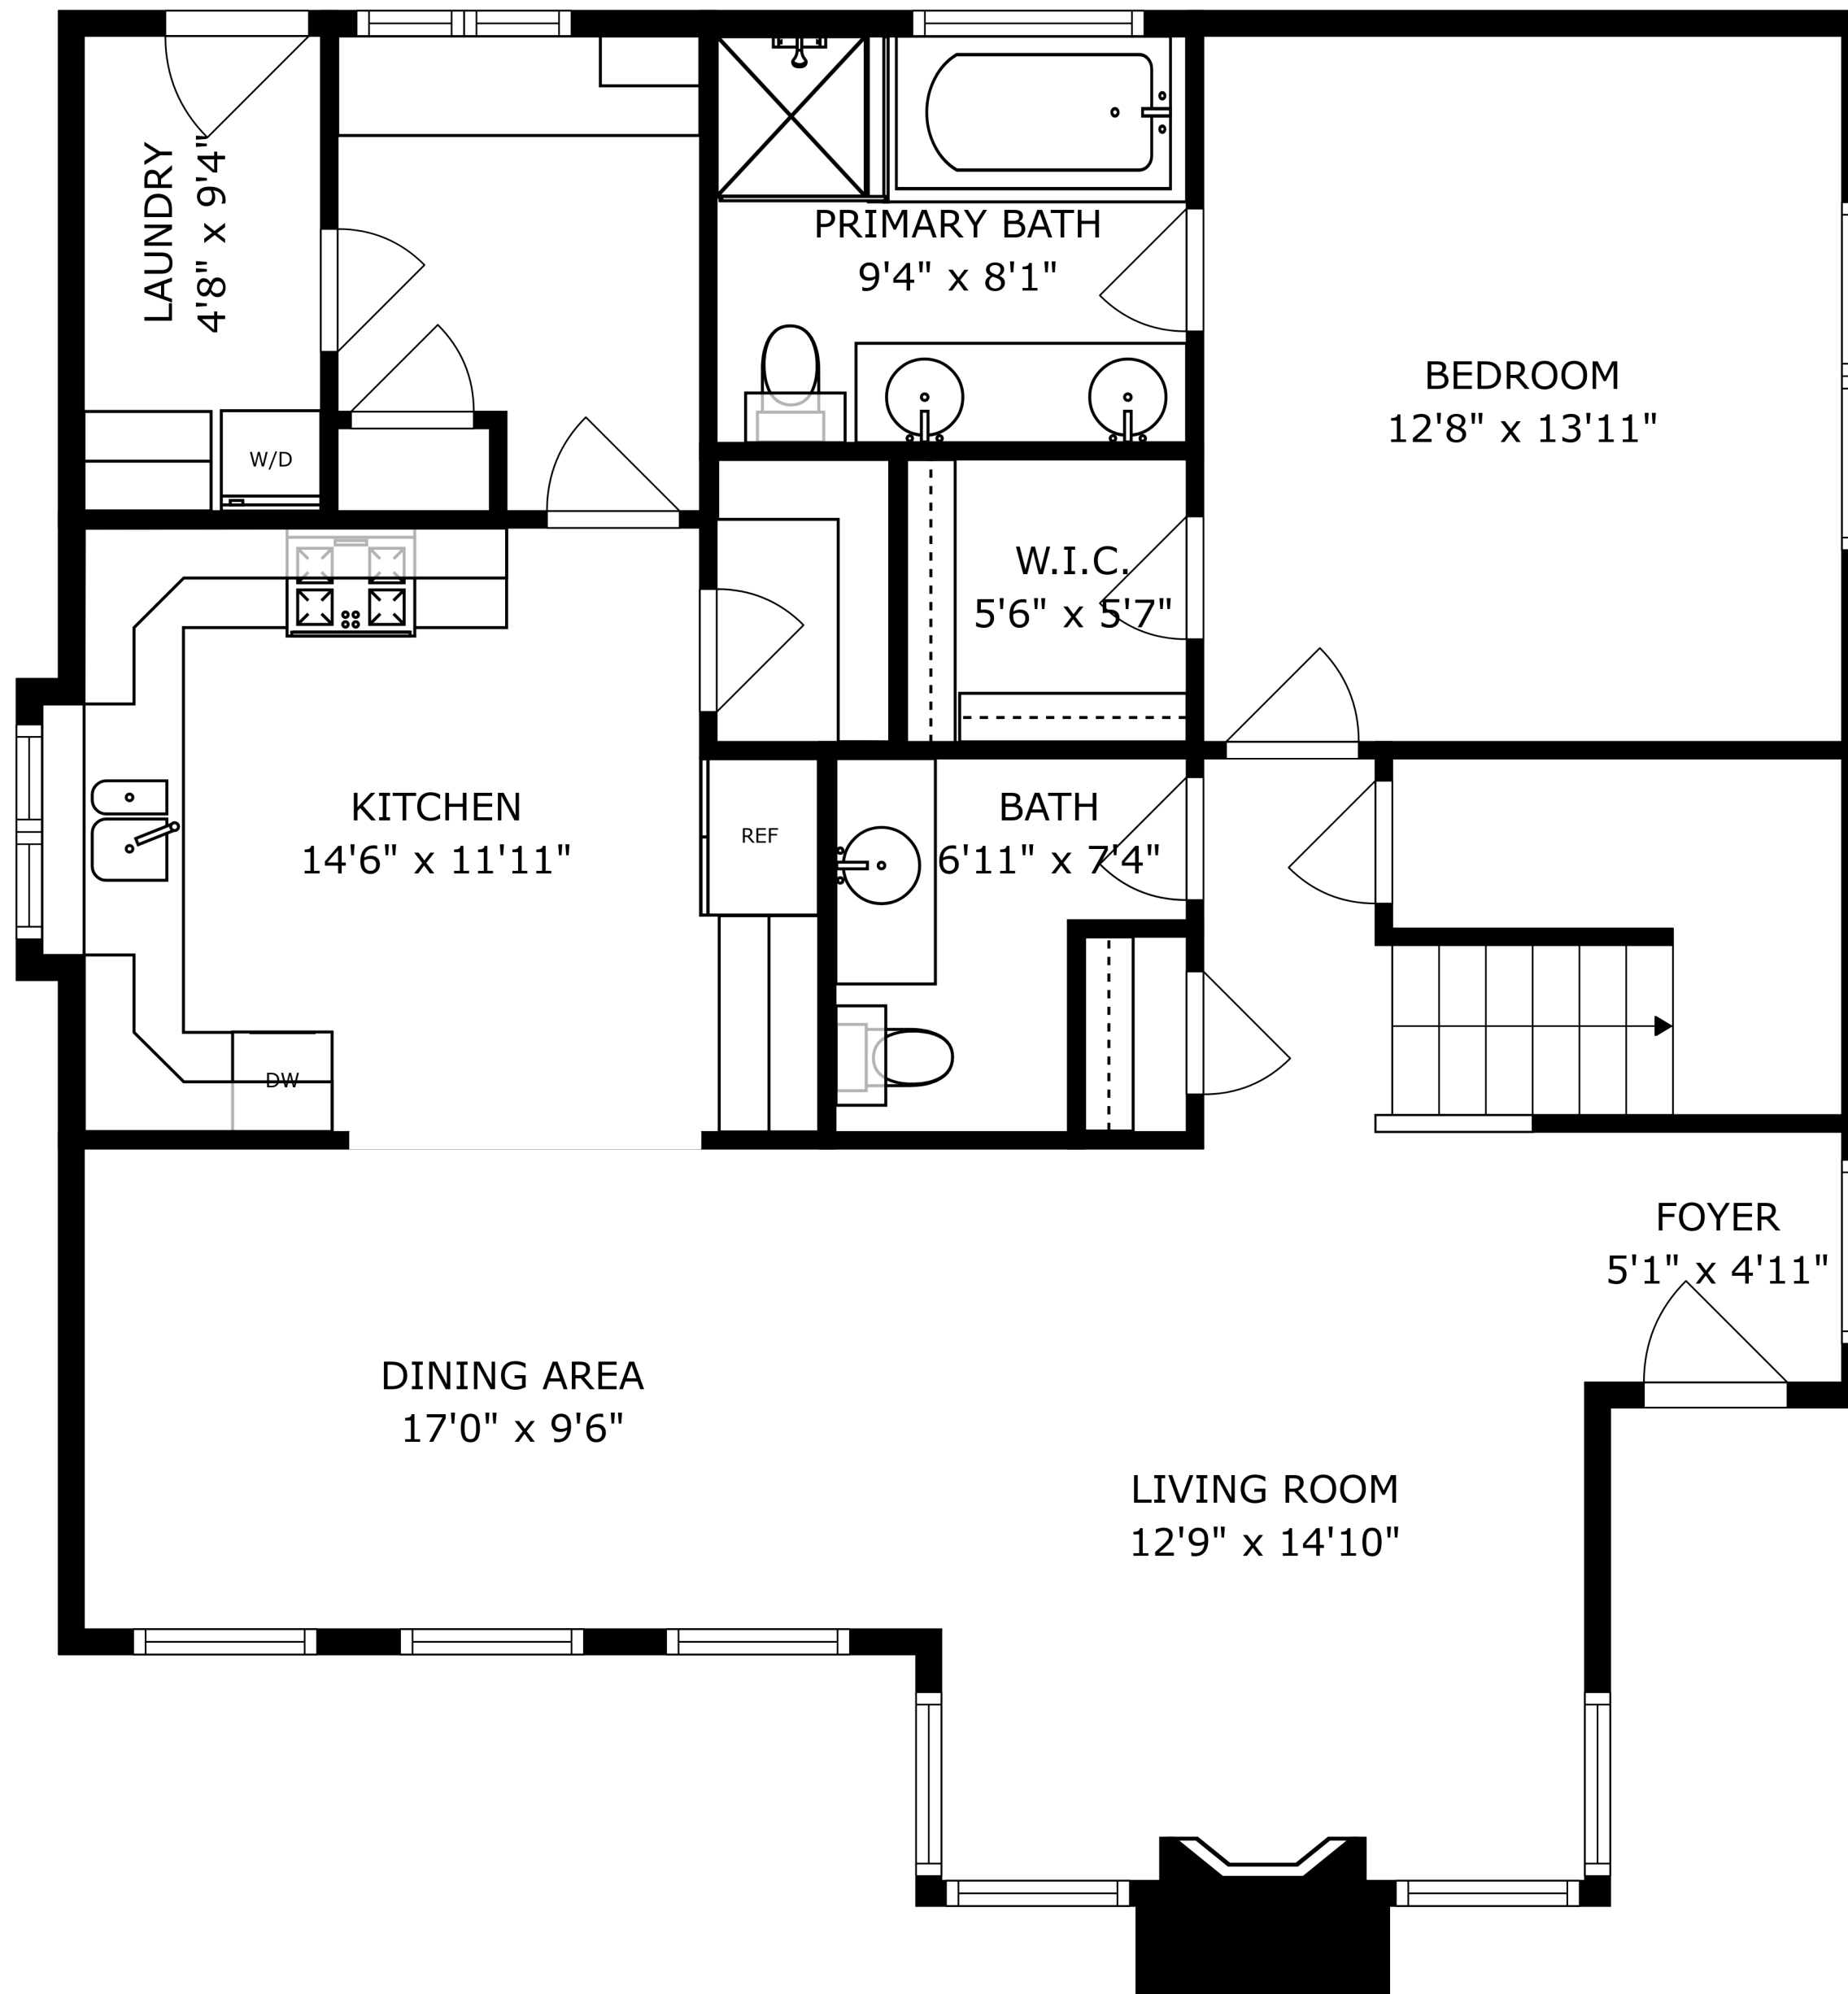 LAUNDRY
4'8" x 9'4"
W/D
PRIMARY BATH
9'4" x 8'1"
BEDROOM
12'8" x 13'11"
W.I.C.
5'6" x 5'7"
KITCHEN
14'6" x 11'11"
REF
BATH
6'11" x 7'4"
DW
FOYER
5'1" x 4'11"
DINING AREA
17'0" x 9'6"
LIVING ROOM
12'9" x 14'10"